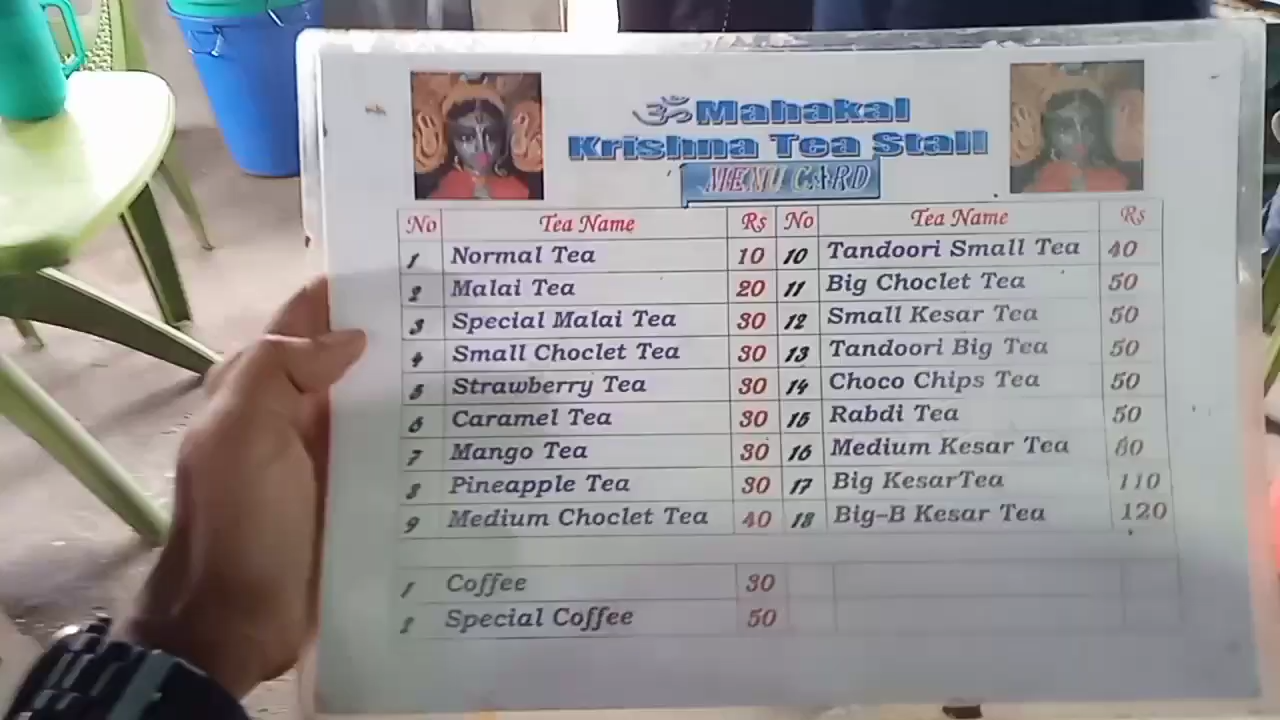 ॐ Mahakal
Krishna Tea Stall
MENU CARD
No Tea Name Rs No Tea Name Rs
1 Normal Tea 10 10 Tandoori Small Tea 40
2 Malai Tea 20 11 Big Choclet Tea 50
3 Special Malai Tea 30 12 Small Kesar Tea 50
4 Small Choclet Tea 30 13 Tandoori Big Tea 50
5 Strawberry Tea 30 14 Choco Chips Tea 50
6 Caramel Tea 30 15 Rabdi Tea 50
7 Mango Tea 30 16 Medium Kesar Tea 80
8 Pineapple Tea 30 17 Big KesarTea 110
9 Medium Choclet Tea 40 18 Big-B Kesar Tea 120
1 Coffee 30
2 Special Coffee 50